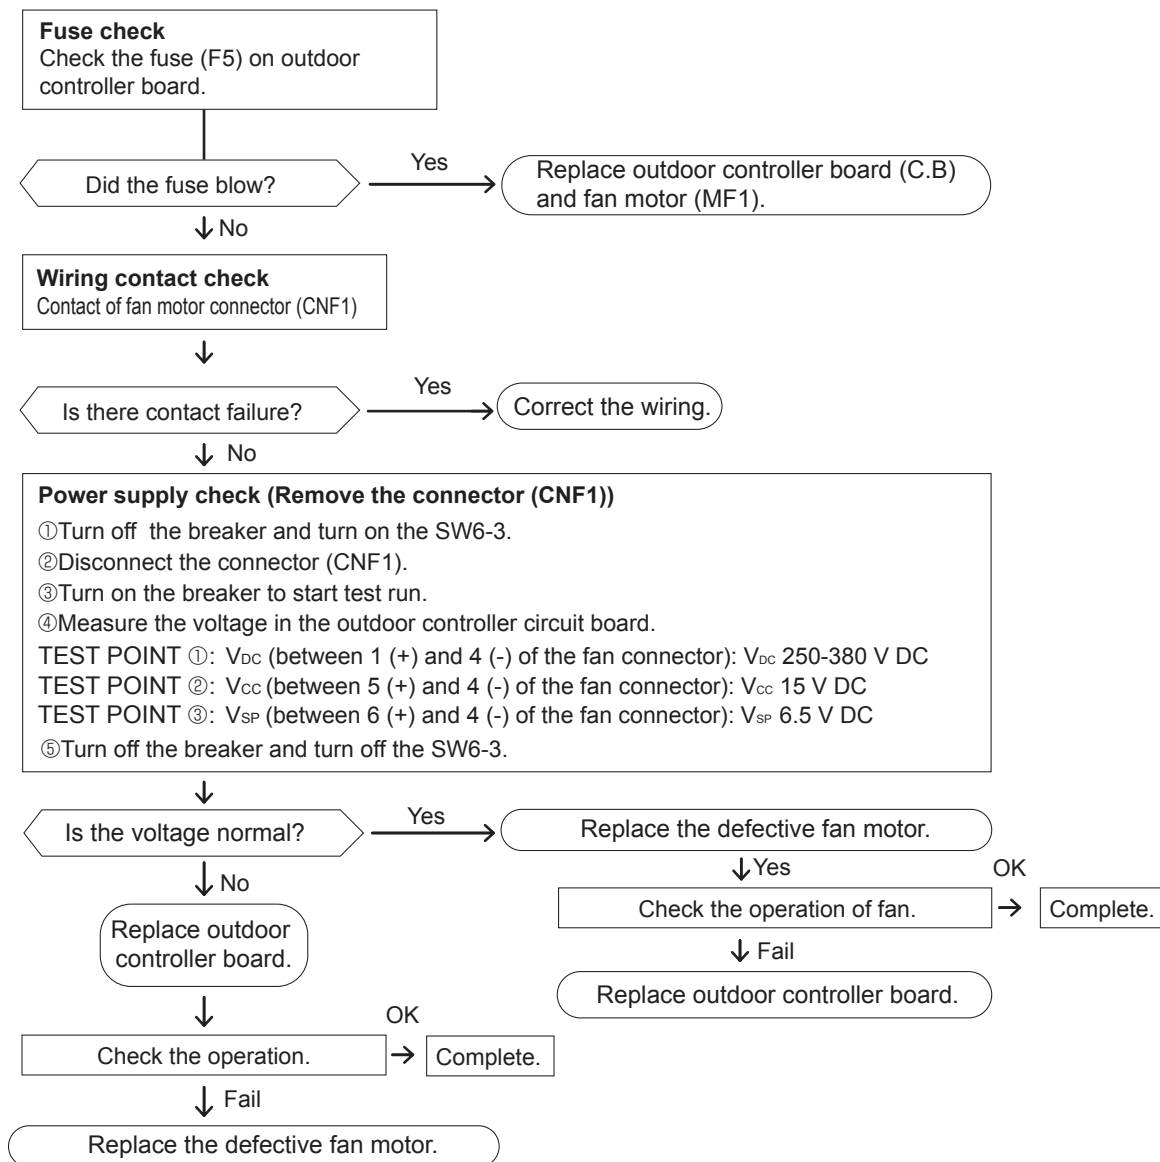 Fuse check
Check the fuse (F5) on outdoor
controller board.
Did the fuse blow?
Yes
Replace outdoor controller board (C.B)
and fan motor (MF1).
No
Wiring contact check
Contact of fan motor connector (CNF1)
Is there contact failure?
Yes
Correct the wiring.
No
Power supply check (Remove the connector (CNF1))
①Turn off the breaker and turn on the SW6-3.
②Disconnect the connector (CNF1).
③Turn on the breaker to start test run.
④Measure the voltage in the outdoor controller circuit board.
TEST POINT ①: VDC (between 1 (+) and 4 (-) of the fan connector): VDC 250-380 V DC
TEST POINT ②: VCC (between 5 (+) and 4 (-) of the fan connector): VCC 15 V DC
TEST POINT ③: VSP (between 6 (+) and 4 (-) of the fan connector): VSP 6.5 V DC
⑤Turn off the breaker and turn off the SW6-3.
Is the voltage normal?
Yes
Replace the defective fan motor.
Yes
Check the operation of fan.
OK
Complete.
Fail
Replace outdoor controller board.
No
Replace outdoor
controller board.
Check the operation.
OK
Complete.
Fail
Replace the defective fan motor.